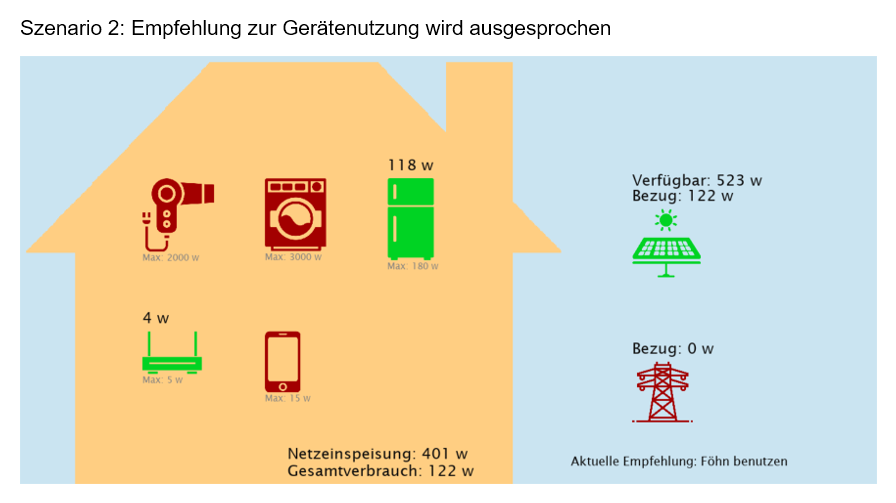 Szenario 2: Empfehlung zur Gerätenutzung wird ausgesprochen
118 w
Verfügbar: 523 w
Bezug: 122 w
Max: 2000 w
Max: 3000 w
Max: 180 w
4 w
Max: 5 w
Max: 15 w
Bezug: 0 w
Netzeinspeisung: 401 w
Gesamtverbrauch: 122 w
Aktuelle Empfehlung: Föhn benutzen